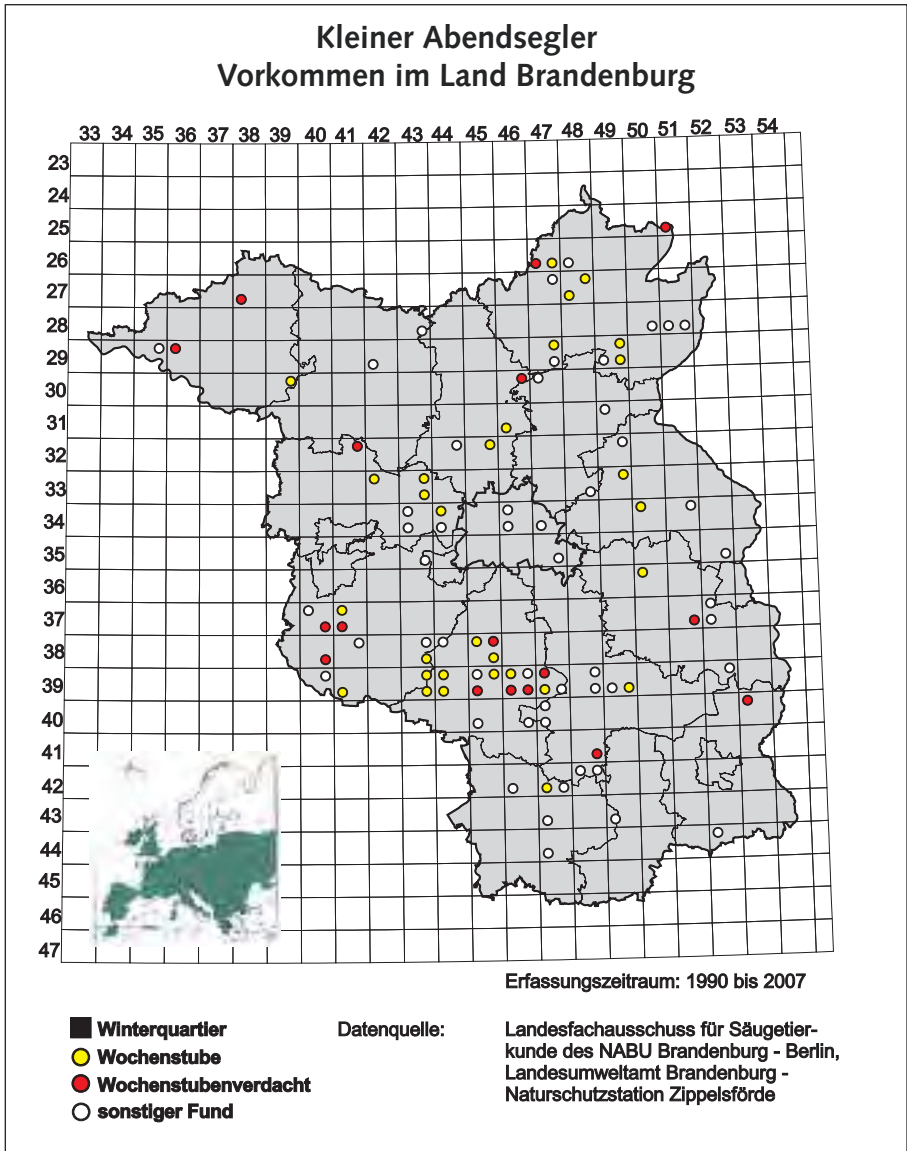 Kleiner Abendsegler
Vorkommen im Land Brandenburg
33 34 35 36 37 38 39 40 41 42 43 44 45 46 47 48 49 50 51 52 53 54
23
24
25
26
27
28
29
30
31
32
33
34
35
36
37
38
39
40
41
42
43
44
45
46
47
Erfassungszeitraum: 1990 bis 2007
Winterquartier
Wochenstube
Wochenstubenverdacht
sonstiger Fund
Datenquelle:
Landesfachausschuss für Säugetier-
kunde des NABU Brandenburg - Berlin,
Landesumweltamt Brandenburg -
Naturschutzstation Zippelsförde